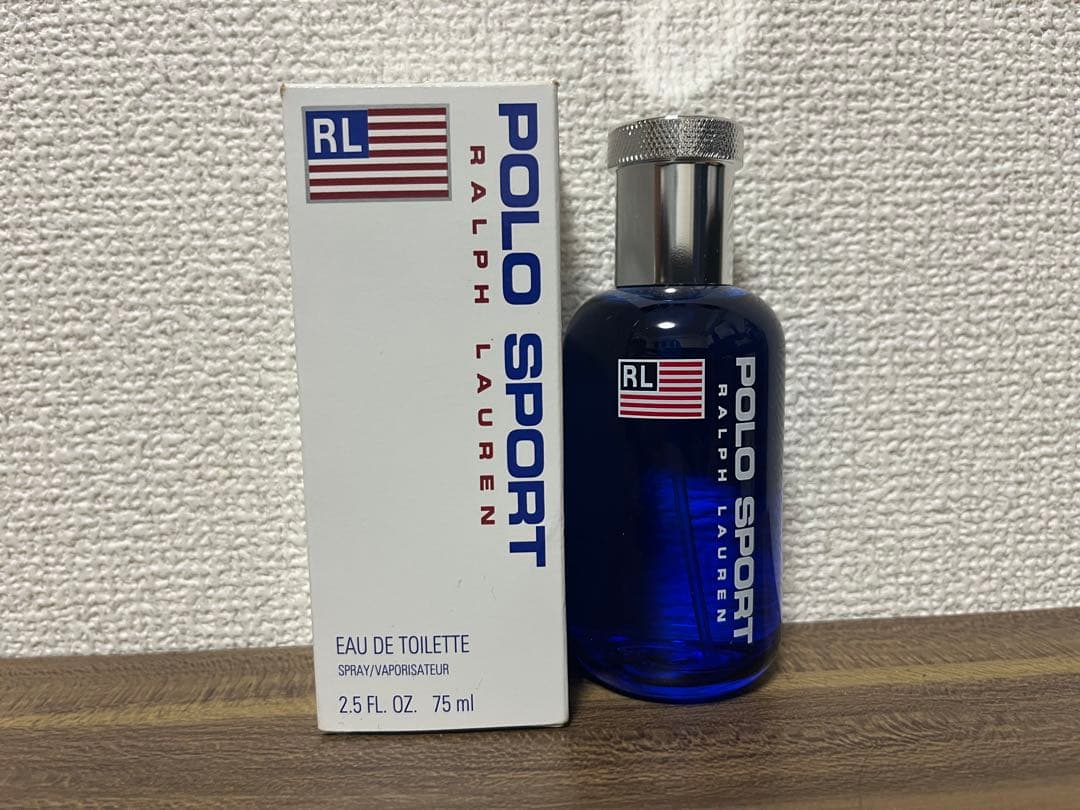 RL
POLO SPORT
RALPH LAUREN
EAU DE TOILETTE
SPRAY/VAPORISATEUR
2.5 FL. OZ. 75 ml
RL
POLO SPORT
RALPH LAUREN